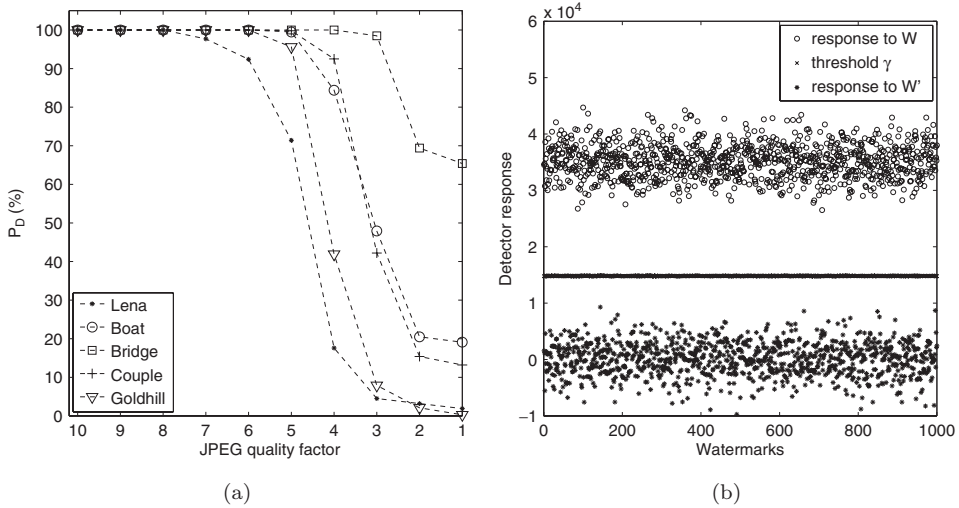 100
90
80
70
60
50
40
30
20
10
0
P_D (%)
Lena
Boat
Bridge
Couple
Goldhill
10 9 8 7 6 5 4 3 2 1
JPEG quality factor
(a)
x 10^4
6
5
4
3
2
1
0
−1
Detector response
response to W
threshold γ
response to W'
0 200 400 600 800 1000
Watermarks
(b)